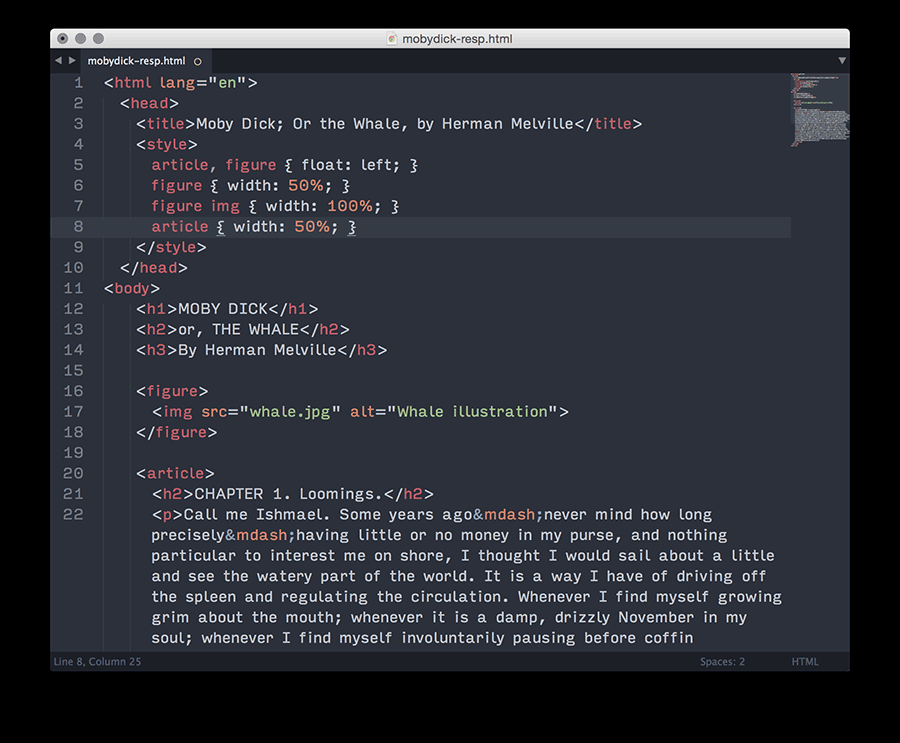 mobydick-resp.html
mobydick-resp.html
1 <html lang="en">
2 <head>
3 <title>Moby Dick; Or the Whale, by Herman Melville</title>
4 <style>
5 article, figure { float: left; }
6 figure { width: 50%; }
7 figure img { width: 100%; }
8 article { width: 50%; }
9 </style>
10 </head>
11 <body>
12 <h1>MOBY DICK</h1>
13 <h2>or, THE WHALE</h2>
14 <h3>By Herman Melville</h3>
15
16 <figure>
17 <img src="whale.jpg" alt="Whale illustration">
18 </figure>
19
20 <article>
21 <h2>CHAPTER 1. Loomings.</h2>
22 <p>Call me Ishmael. Some years ago&mdash;never mind how long
precisely&mdash;having little or no money in my purse, and nothing
particular to interest me on shore, I thought I would sail about a little
and see the watery part of the world. It is a way I have of driving off
the spleen and regulating the circulation. Whenever I find myself growing
grim about the mouth; whenever it is a damp, drizzly November in my
soul; whenever I find myself involuntarily pausing before coffin
Line 8, Column 25 Spaces: 2 HTML